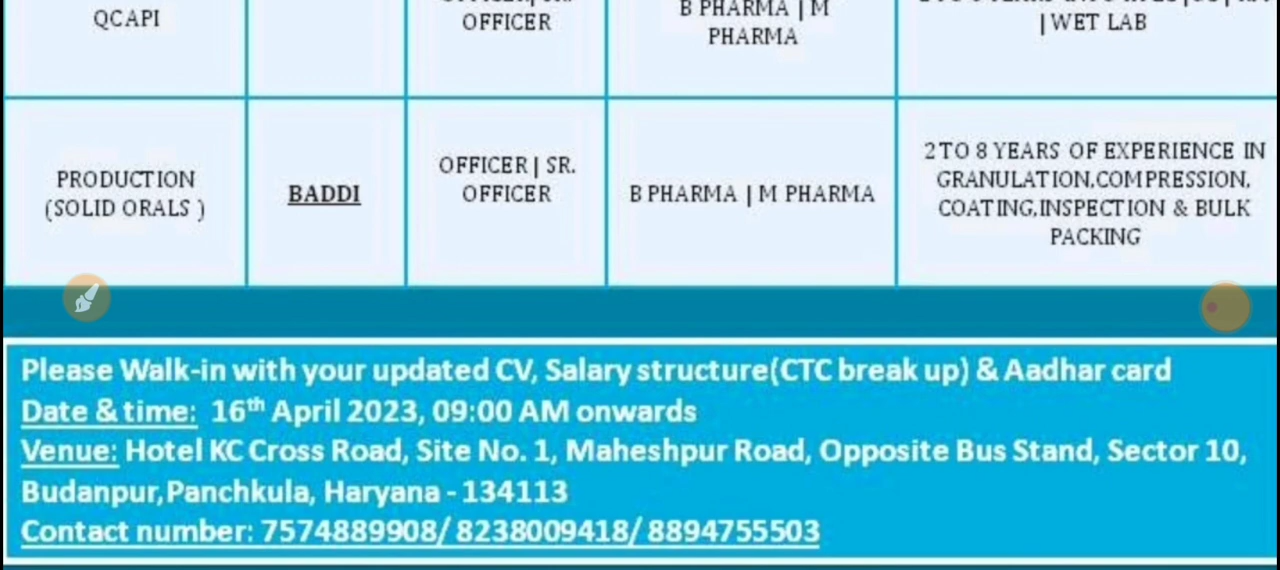 QCAPI
OFFICER
B PHARMA | M
PHARMA
| WET LAB
PRODUCTION
(SOLID ORALS )
BADDI
OFFICER | SR.
OFFICER
B PHARMA | M PHARMA
2 TO 8 YEARS OF EXPERIENCE IN
GRANULATION,COMPRESSION,
COATING,INSPECTION & BULK
PACKING
Please Walk-in with your updated CV, Salary structure(CTC break up) & Aadhar card
Date & time: 16th April 2023, 09:00 AM onwards
Venue: Hotel KC Cross Road, Site No. 1, Maheshpur Road, Opposite Bus Stand, Sector 10,
Budanpur,Panchkula, Haryana - 134113
Contact number: 7574889908/ 8238009418/ 8894755503